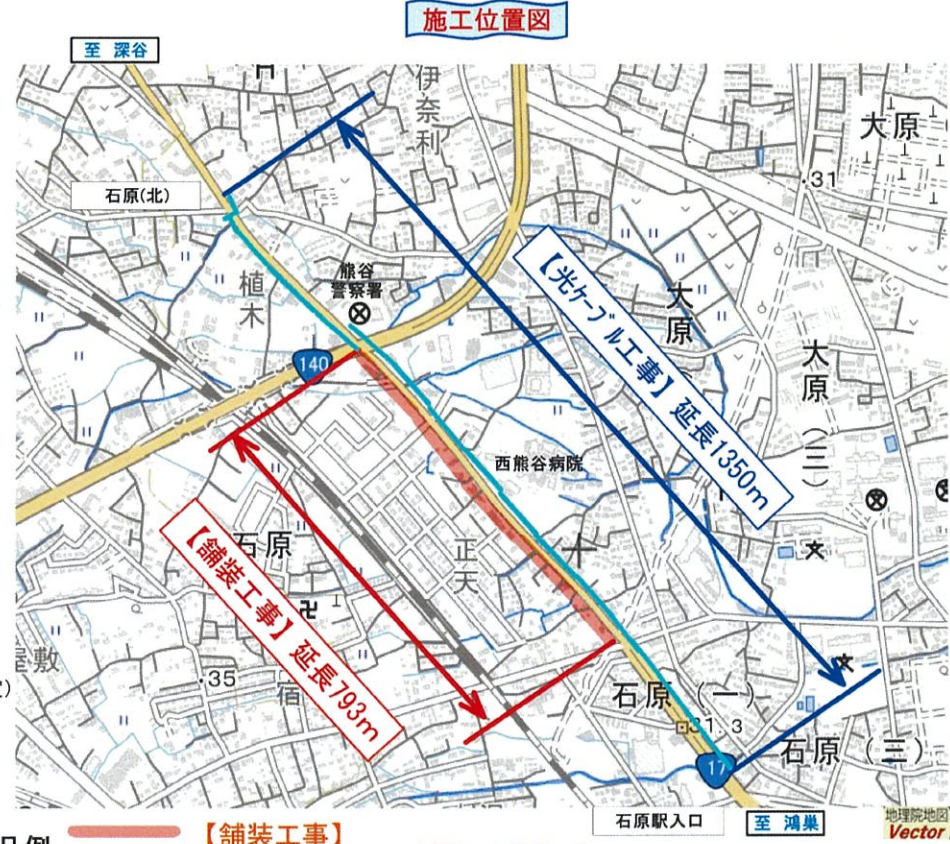 施工位置図
至 深谷
伊奈利
大原
石原(北)
.31
植木
熊谷
警察署
大原
140
【光ケーブル工事】延長1350m
大原(三)
西熊谷病院
石原
正天
【舗装工事】延長793m
屋敷
.35
宿
石原(一)
31.3
石原(三)
17
石原駅入口
至 鴻巣
地理院地図
Vector
凡例
【舗装工事】